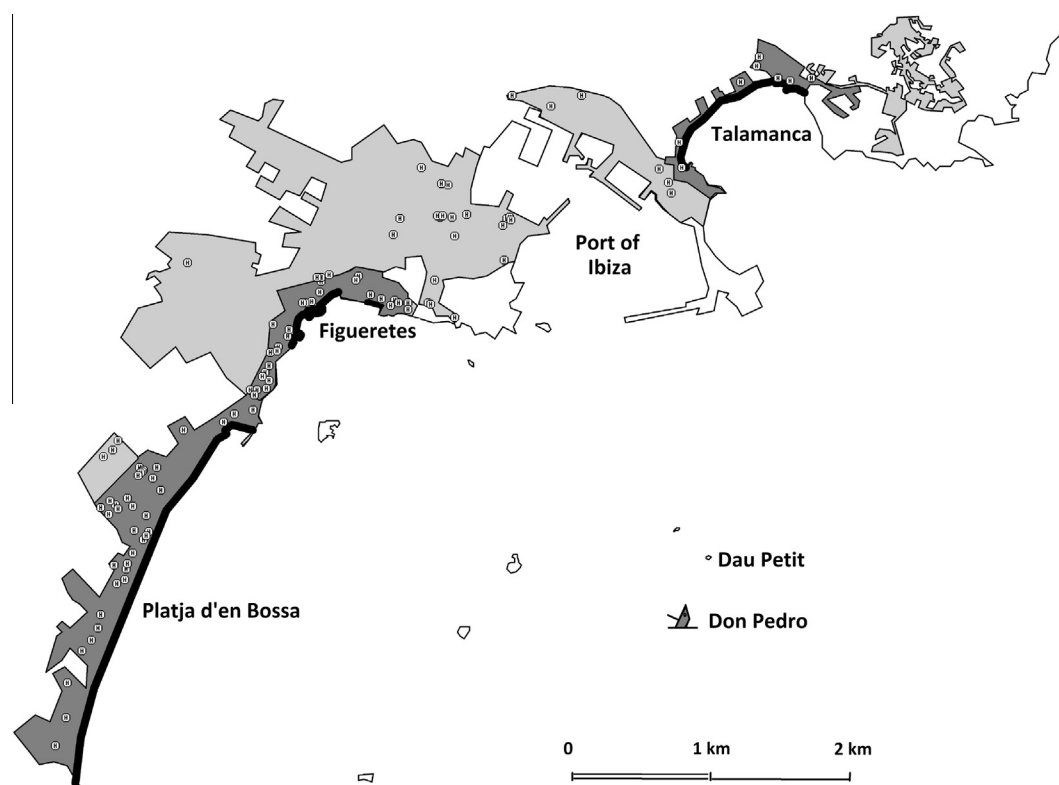 Talamanca
Port of
Ibiza
Figueretes
Dau Petit
Platja d'en Bossa
Don Pedro
0 1 km 2 km